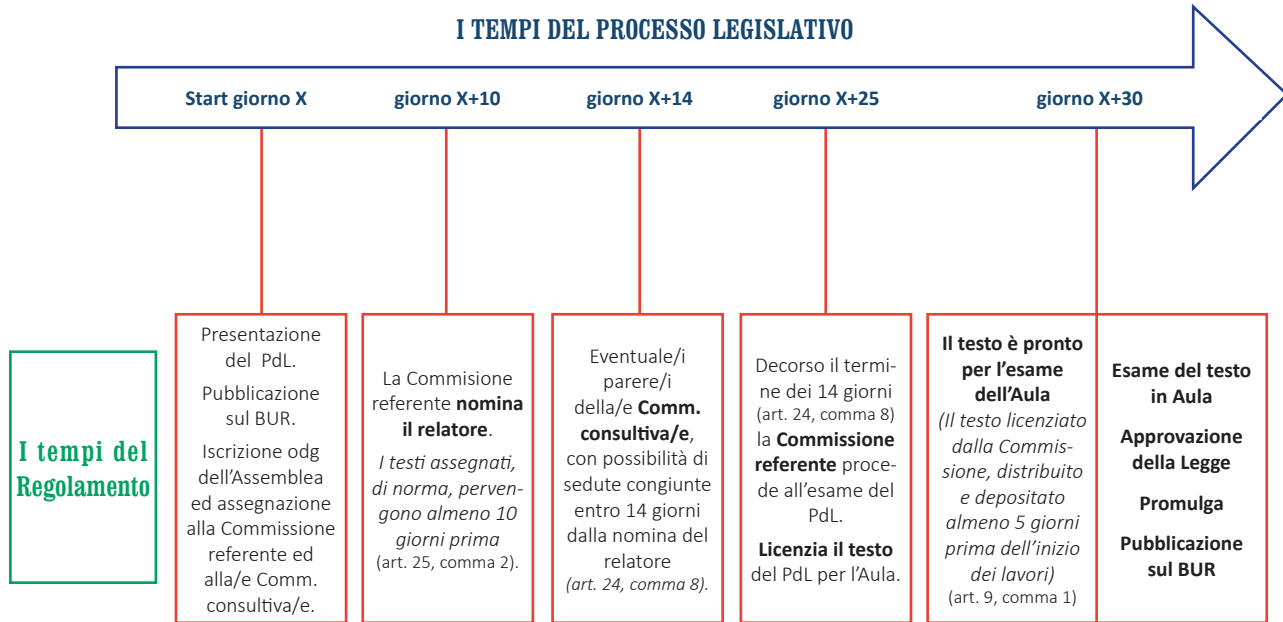 I TEMPI DEL PROCESSO LEGISLATIVO
Start giorno X
giorno X+10
giorno X+14
giorno X+25
giorno X+30
I tempi del
Regolamento
Presentazione
del PdL.
Pubblicazione
sul BUR.
Iscrizione odg
dell'Assemblea
ed assegnazione
alla Commissione
referente ed
alla/e Comm.
consultiva/e.
La Commisione
referente nomina
il relatore.
I testi assegnati,
di norma, perven-
gono almeno 10
giorni prima
(art. 25, comma 2).
Eventuale/i
parere/i
della/e Comm.
consultiva/e,
con possibilità di
sedute congiunte
entro 14 giorni
dalla nomina del
relatore
(art. 24, comma 8).
Decorso il termi-
ne dei 14 giorni
(art. 24, comma 8)
la Commissione
referente proce-
de all'esame del
PdL.
Licenzia il testo
del PdL per l'Aula.
Il testo è pronto
per l'esame
dell'Aula
(Il testo licenziato
dalla Commis-
sione, distribuito
e depositato
almeno 5 giorni
prima dell'inizio
dei lavori)
(art. 9, comma 1)
Esame del testo
in Aula
Approvazione
della Legge
Promulga
Pubblicazione
sul BUR